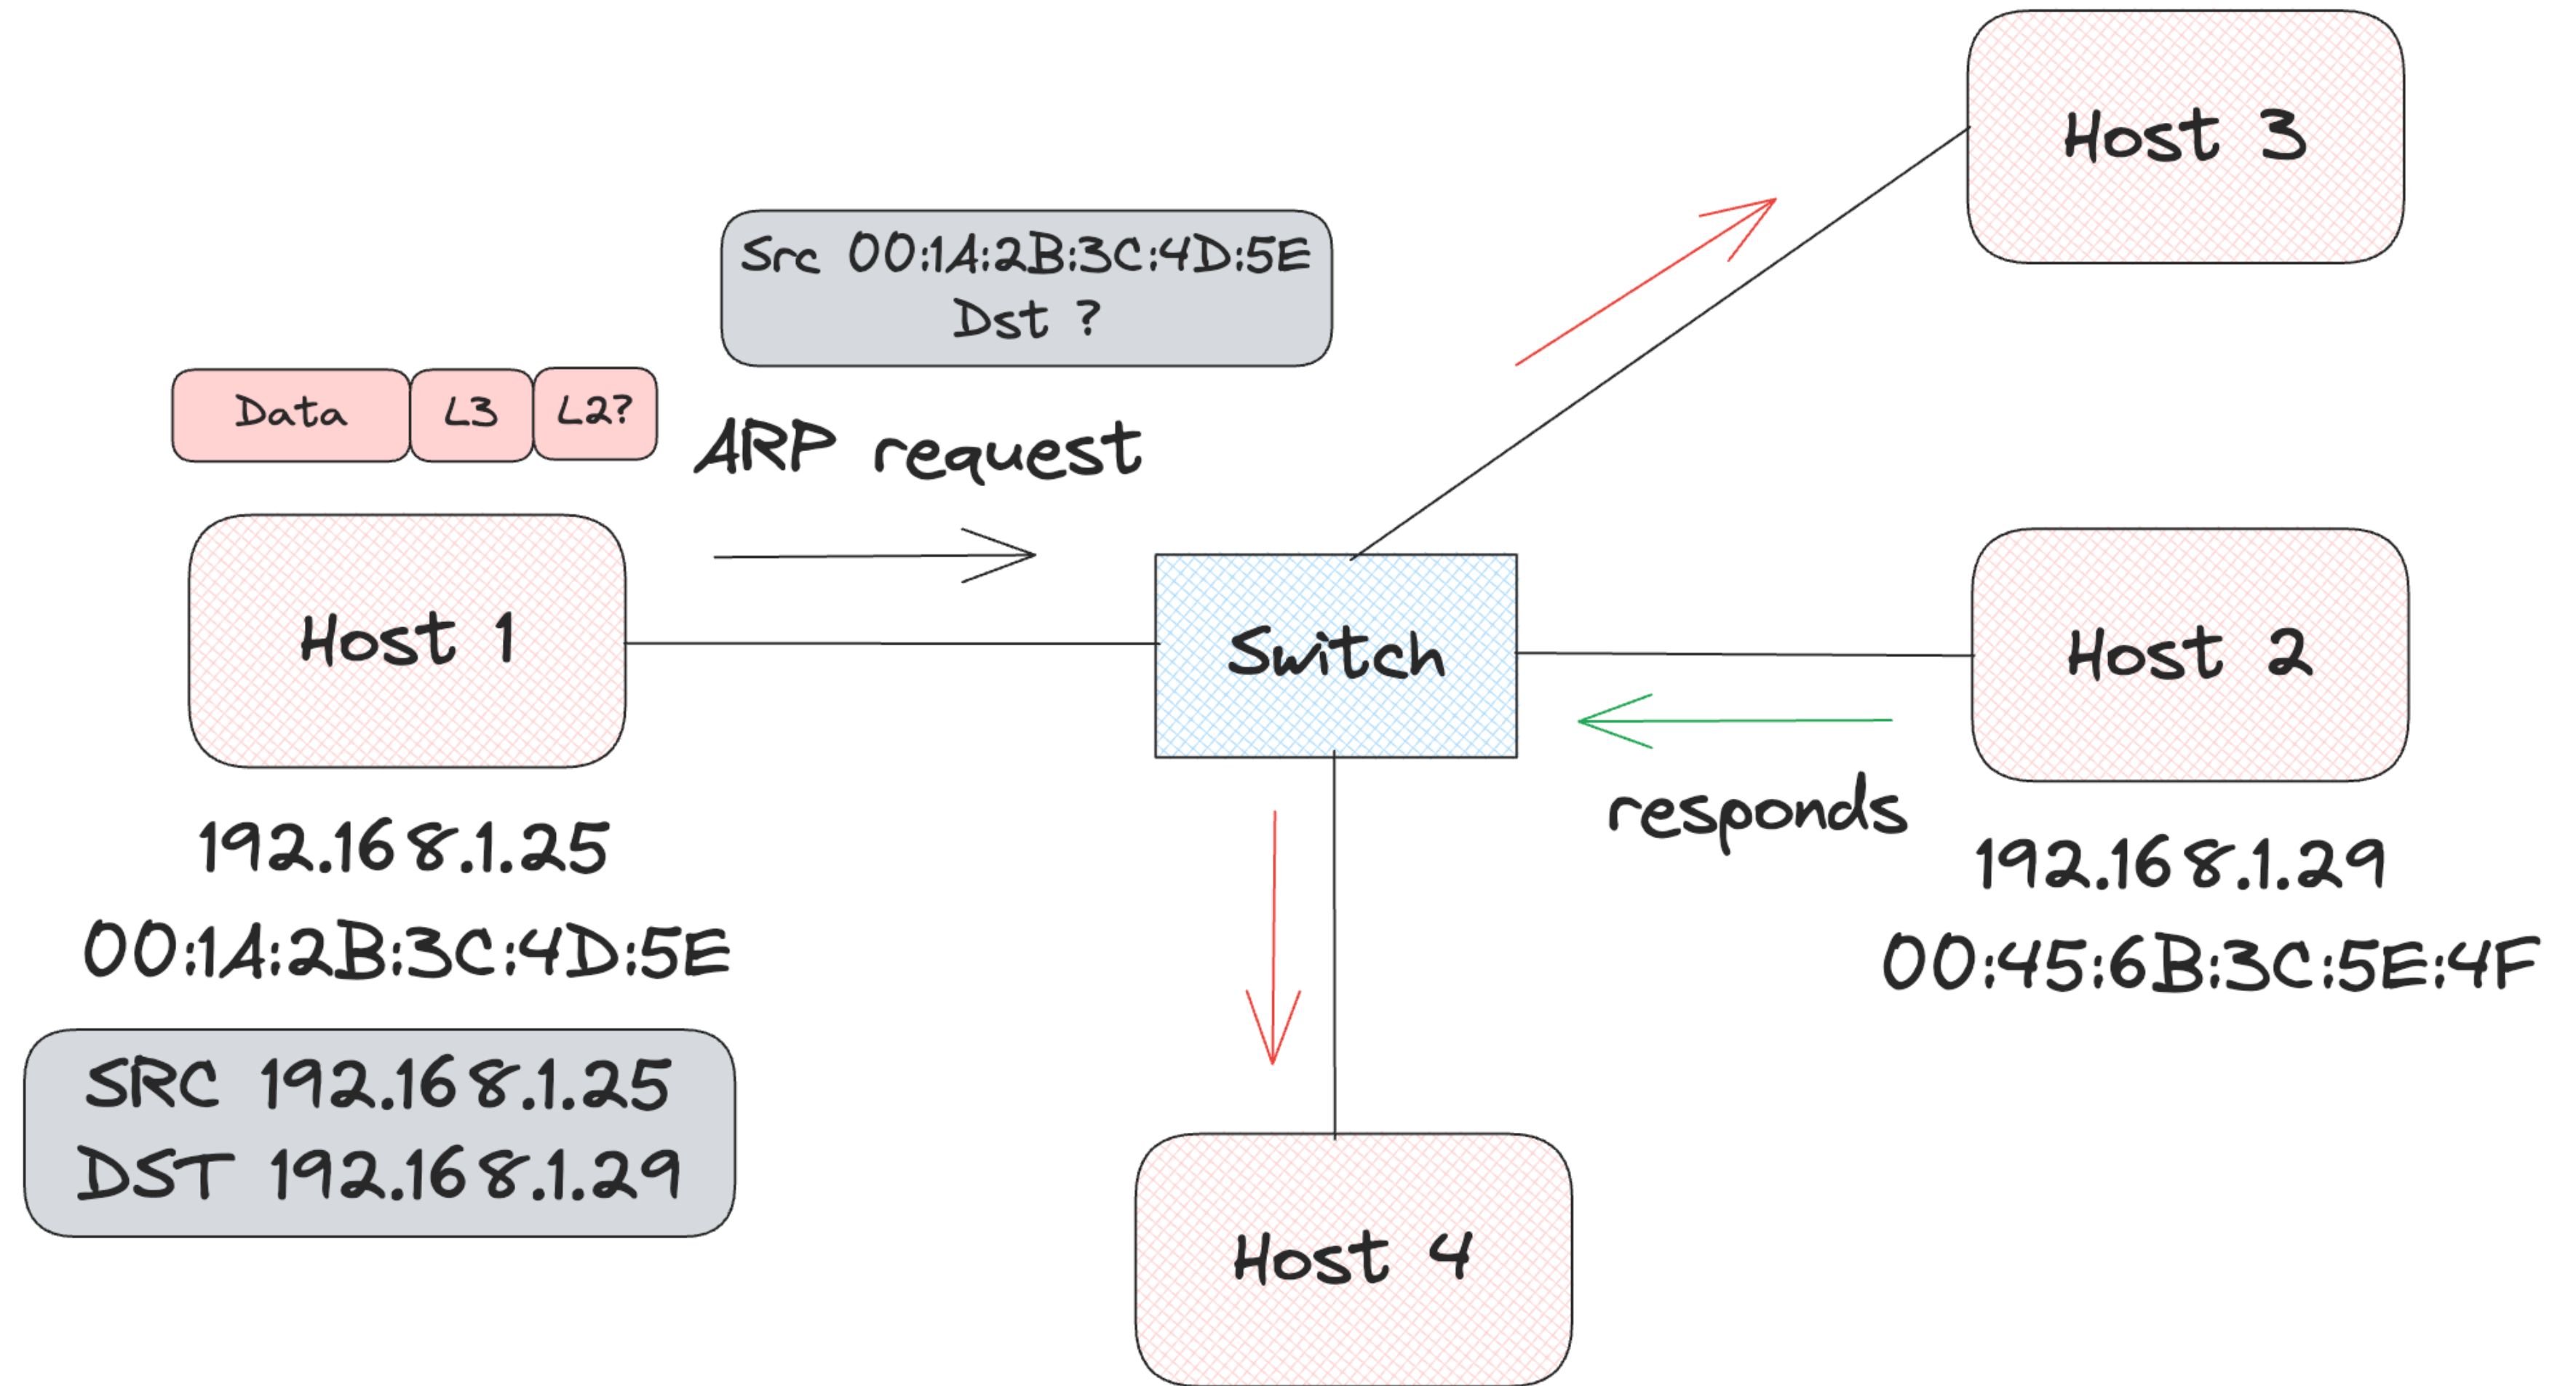 Host 3
Src 00:1A:2B:3C:4D:5E
Dst ?
Data L3 L2?
ARP request
Host 1
Switch
Host 2
responds
192.168.1.25
00:1A:2B:3C:4D:5E
192.168.1.29
00:45:6B:3C:5E:4F
SRC 192.168.1.25
DST 192.168.1.29
Host 4